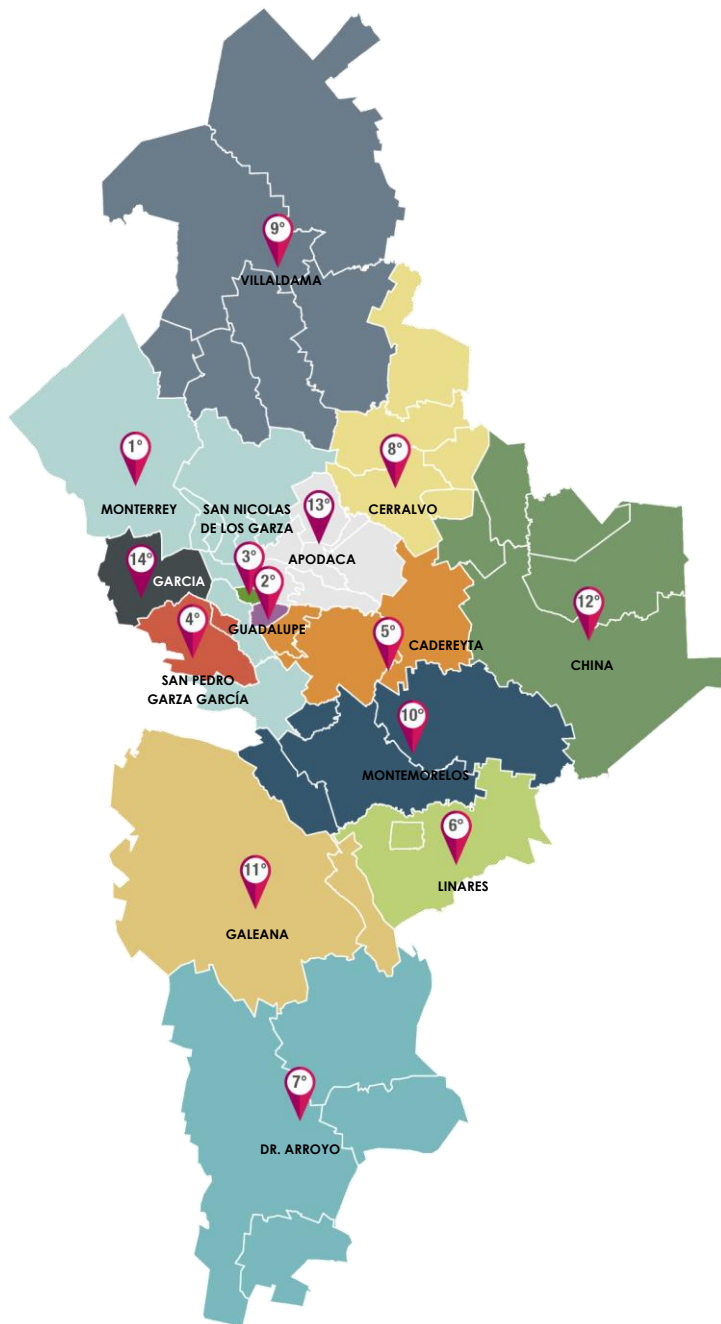 9°
VILLALDAMA
1°
MONTERREY
8°
CERRALVO
13°
APODACA
SAN NICOLAS
DE LOS GARZA
3°
2°
GUADALUPE
14°
GARCIA
4°
SAN PEDRO
GARZA GARCÍA
5°
CADEREYTA
12°
CHINA
10°
MONTEMORELOS
6°
LINARES
11°
GALEANA
7°
DR. ARROYO